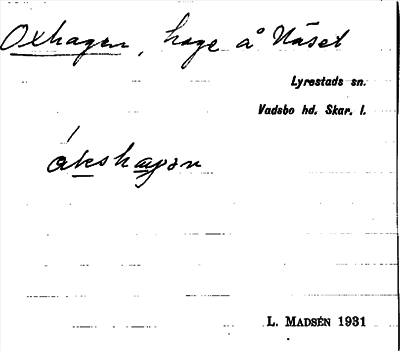 Oxhagen, hage å Näset
Lyrestads sn.
Vadsbo hd. Skar. l.
ákshagen
L. MADSÉN 1931